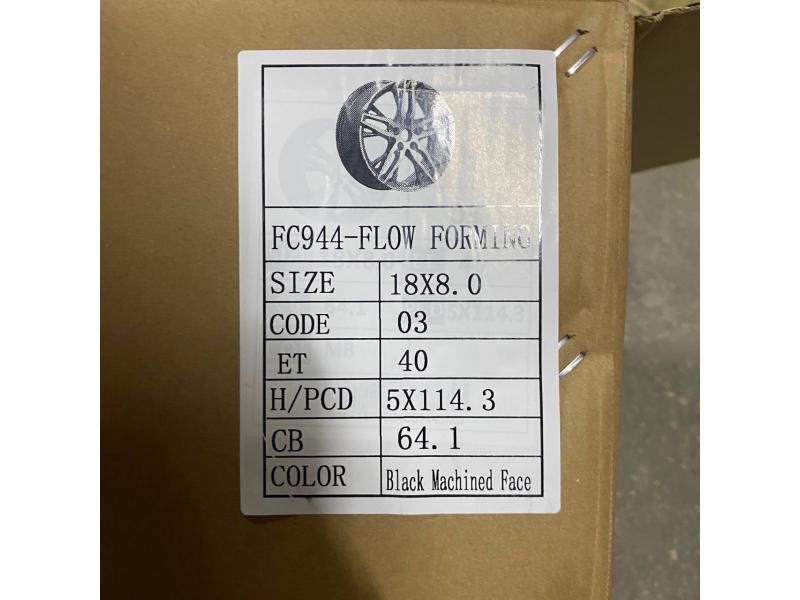 FC944-FLOW FORMING
SIZE 18X8.0
CODE 03
ET 40
H/PCD 5X114.3
CB 64.1
COLOR Black Machined Face